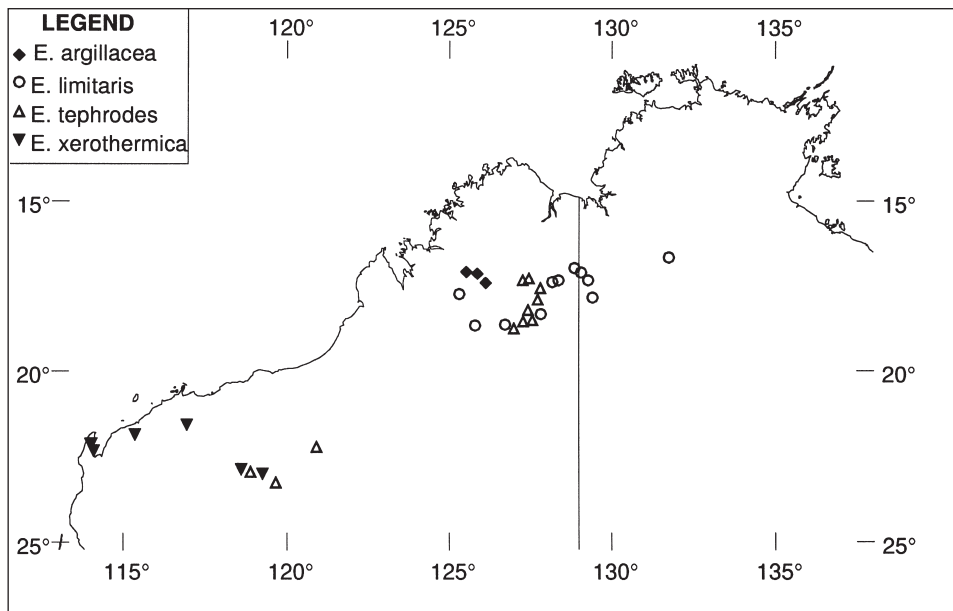 LEGEND
E. argillacea
E. limitaris
E. tephrodes
E. xerothermica
120° 125° 130° 135°
15° 15°
20° 20°
25° 25°
115° 120° 125° 130° 135°